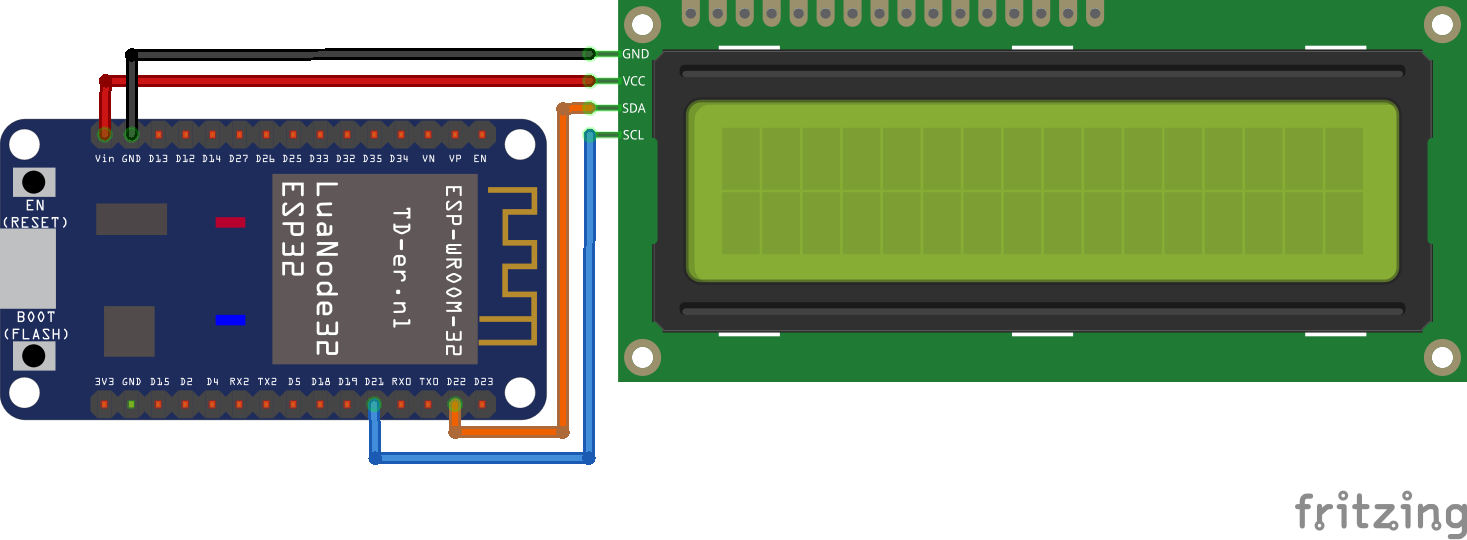 GND
VCC
SDA
SCL
Vin GND D13 D12 D14 D27 D26 D25 D33 D32 D35 D34 VN VP EN
EN
(RESET)
BOOT
(FLASH)
ESP32
LuaNode32
TD-er.nl
ESP-WROOM-32
3V3 GND D15 D2 D4 RX2 TX2 D5 D18 D19 D21 RX0 TX0 D22 D23
fritzing